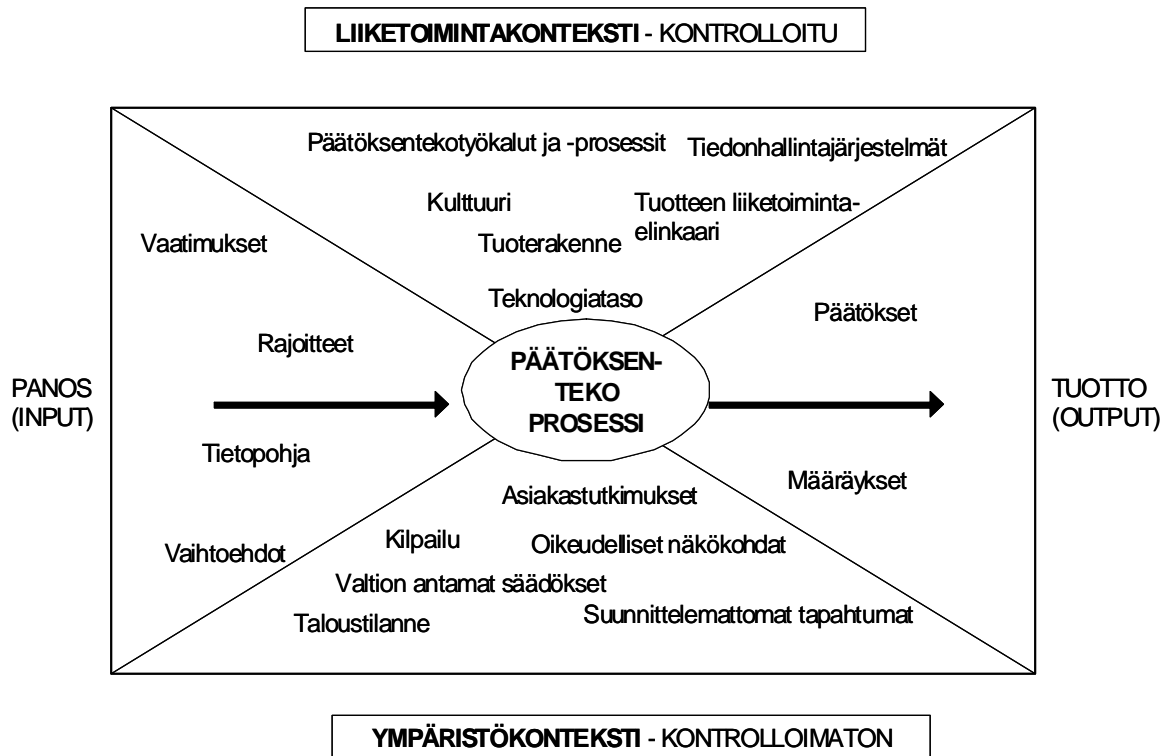 LIIKETOIMINTAKONTEKSTI - KONTROLLOITU
Päätöksentekotyökalut ja -prosessit
Tiedonhallintajärjestelmät
Kulttuuri
Tuotteen liiketoiminta-
elinkaari
Tuoterakenne
Teknologiataso
Vaatimukset
Rajoitteet
PANOS
(INPUT)
Tietopohja
Vaihtoehdot
PÄÄTÖKSEN-
TEKO
PROSESSI
Päätökset
TUOTTO
(OUTPUT)
Määräykset
Asiakastutkimukset
Kilpailu
Oikeudelliset näkökohdat
Valtion antamat säädökset
Taloustilanne
Suunnittelemattomat tapahtumat
YMPÄRISTÖKONTEKSTI - KONTROLLOIMATON